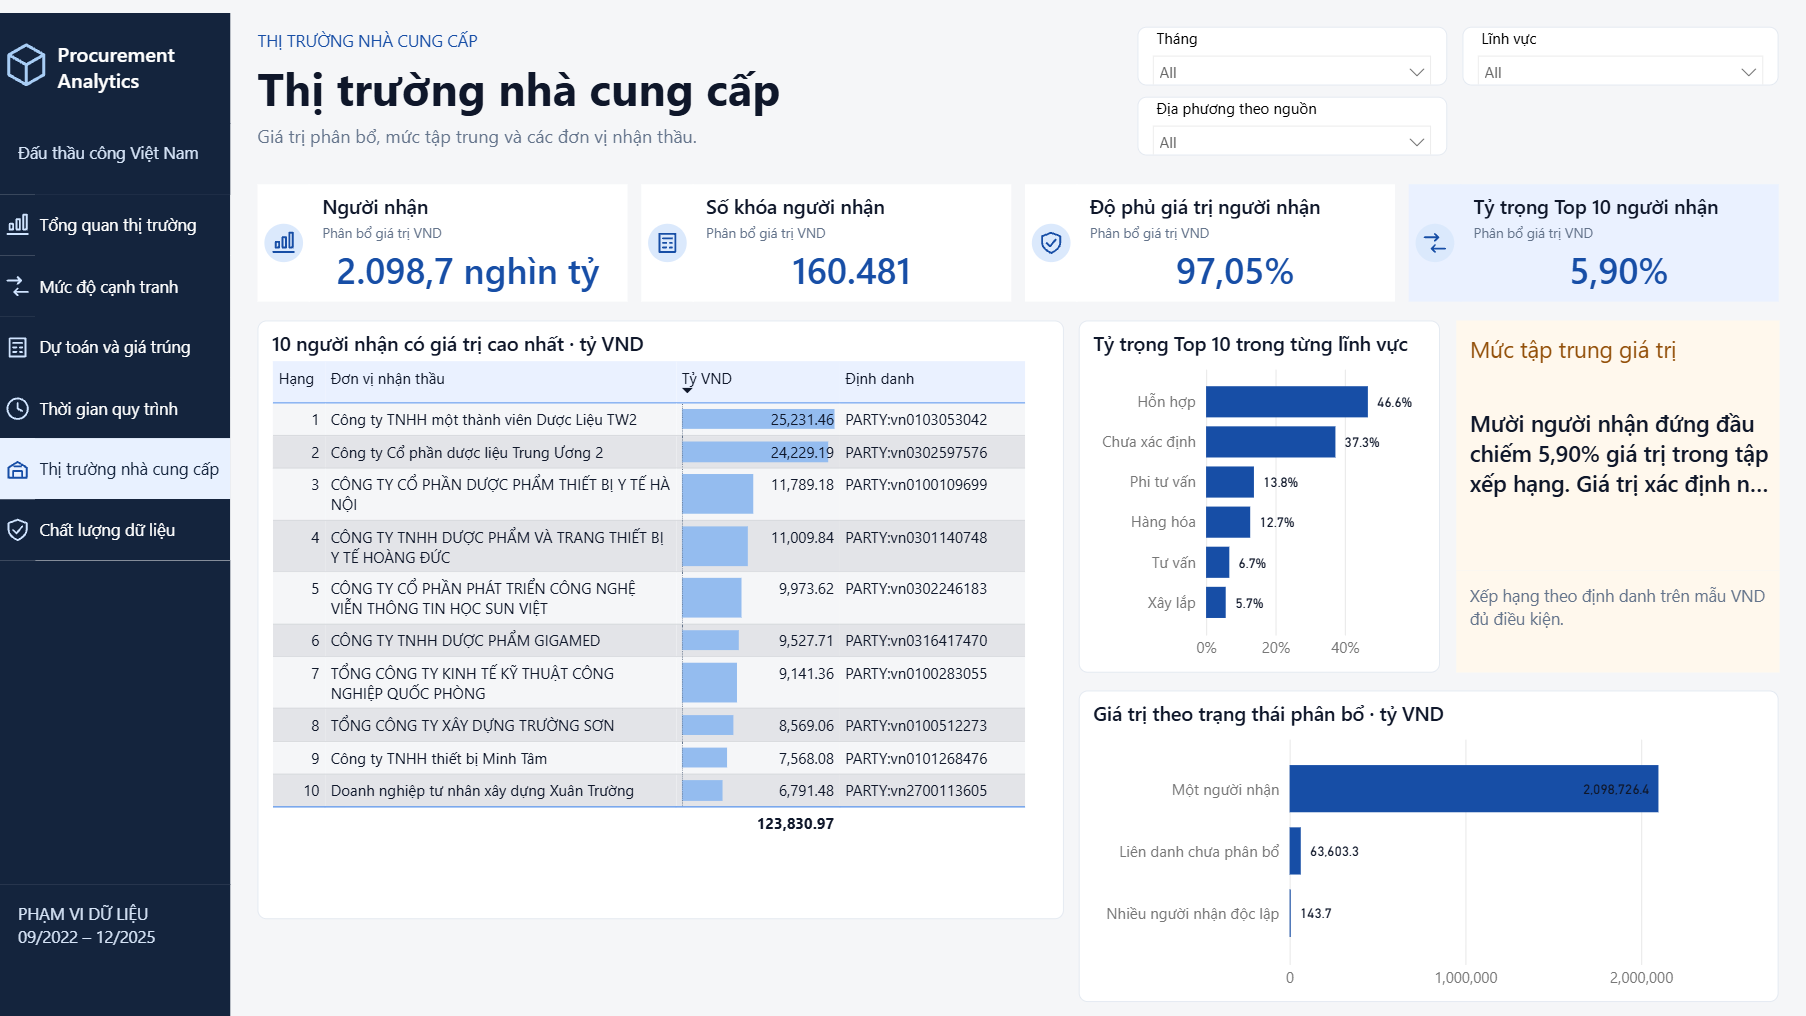 Procurement
Analytics
Đấu thầu công Việt Nam
Tổng quan thị trường
Mức độ cạnh tranh
Dự toán và giá trúng
Thời gian quy trình
Thị trường nhà cung cấp
Chất lượng dữ liệu
PHẠM VI DỮ LIỆU
09/2022 – 12/2025
THỊ TRƯỜNG NHÀ CUNG CẤP
Thị trường nhà cung cấp
Giá trị phân bổ, mức tập trung và các đơn vị nhận thầu.
Tháng
All
Lĩnh vực
All
Địa phương theo nguồn
All
Người nhận
Phân bổ giá trị VND
2.098,7 nghìn tỷ
Số khóa người nhận
Phân bổ giá trị VND
160.481
Độ phủ giá trị người nhận
Phân bổ giá trị VND
97,05%
Tỷ trọng Top 10 người nhận
Phân bổ giá trị VND
5,90%
10 người nhận có giá trị cao nhất · tỷ VND
Hạng Đơn vị nhận thầu Tỷ VND Định danh
1 Công ty TNHH một thành viên Dược Liệu TW2 25,231.46 PARTY:vn0103053042
2 Công ty Cổ phần dược liệu Trung Ương 2 24,229.19 PARTY:vn0302597576
3 CÔNG TY CỔ PHẦN DƯỢC PHẨM THIẾT BỊ Y TẾ HÀ 11,789.18 PARTY:vn0100109699
NỘI
4 CÔNG TY TNHH DƯỢC PHẨM VÀ TRANG THIẾT BỊ 11,009.84 PARTY:vn0301140748
Y TẾ HOÀNG ĐỨC
5 CÔNG TY CỔ PHẦN PHÁT TRIỂN CÔNG NGHỆ 9,973.62 PARTY:vn0302246183
VIỄN THÔNG TIN HỌC SUN VIỆT
6 CÔNG TY TNHH DƯỢC PHẨM GIGAMED 9,527.71 PARTY:vn0316417470
7 TỔNG CÔNG TY KINH TẾ KỸ THUẬT CÔNG 9,141.36 PARTY:vn0100283055
NGHIỆP QUỐC PHÒNG
8 TỔNG CÔNG TY XÂY DỰNG TRƯỜNG SƠN 8,569.06 PARTY:vn0100512273
9 Công ty TNHH thiết bị Minh Tâm 7,568.08 PARTY:vn0101268476
10 Doanh nghiệp tư nhân xây dựng Xuân Trường 6,791.48 PARTY:vn2700113605
123,830.97
Tỷ trọng Top 10 trong từng lĩnh vực
Hỗn hợp 46.6%
Chưa xác định 37.3%
Phi tư vấn 13.8%
Hàng hóa 12.7%
Tư vấn 6.7%
Xây lắp 5.7%
0% 20% 40%
Mức tập trung giá trị
Mười người nhận đứng đầu
chiếm 5,90% giá trị trong tập
xếp hạng. Giá trị xác định n...
Xếp hạng theo định danh trên mẫu VND
đủ điều kiện.
Giá trị theo trạng thái phân bổ · tỷ VND
Một người nhận 2,098,726.4
Liên danh chưa phân bổ 63,603.3
Nhiều người nhận độc lập 143.7
0 1,000,000 2,000,000